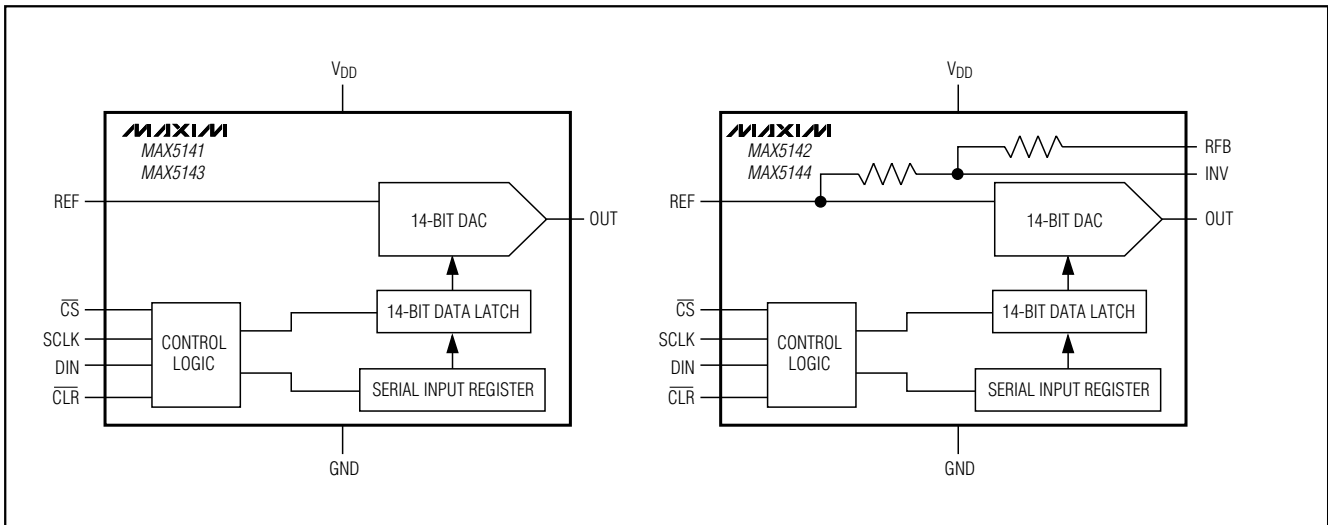 VDD
MAXIM
MAX5141
MAX5143
REF
14-BIT DAC
OUT
14-BIT DATA LATCH
CS
SCLK
DIN
CLR
CONTROL
LOGIC
SERIAL INPUT REGISTER
GND
VDD
MAXIM
MAX5142
MAX5144
RFB
INV
REF
14-BIT DAC
OUT
14-BIT DATA LATCH
CS
SCLK
DIN
CLR
CONTROL
LOGIC
SERIAL INPUT REGISTER
GND